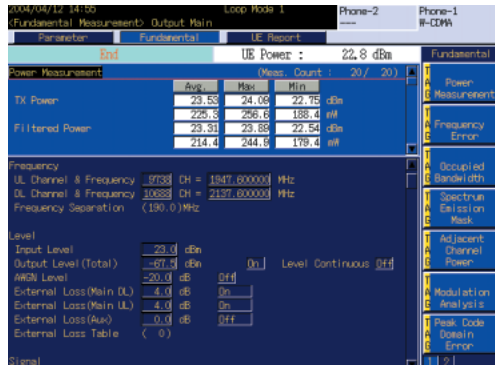 2004/04/12 14:55 Loop Mode 1 Phone-2 Phone-1
<Fundamental Measurement> Output Main ---- W-CDMA
Parameter Fundamental UE Report
End UE Power : 22.8 dBm Fundamental
Power Measurement (Meas. Count : 20/ 20)
Avg. Max Min
TX Power 23.53 24.08 22.75 dBm
225.3 256.6 188.4 mW
Filtered Power 23.31 23.88 22.54 dBm
214.4 244.8 179.4 mW
Frequency
UL Channel & Frequency 9738 CH = 1947.600000 MHz
DL Channel & Frequency 10688 CH = 2137.600000 MHz
Frequency Separation (190.0)MHz
Level
Input Level 23.0 dBm
Output Level(Total) -67.5 dBm On Level Continuous Off
AWGN Level -20.0 dB Off
External Loss(Main DL) 4.0 dB On
External Loss(Main UL) 4.0 dB On
External Loss(Aux) 0.0 dB Off
External Loss Table ( 0)
Signal
TAG Power Measurement
TAG Frequency Error
TAG Occupied Bandwidth
TAG Spectrum Emission Mask
TAG Adjacent Channel Power
TAG Modulation Analysis
TAG Peak Code Domain Error
1 2